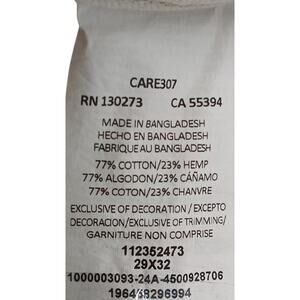 CARE307
RN 130273 CA 55394
MADE IN BANGLADESH
HECHO EN BANGLADESH
FABRIQUE AU BANGLADESH
77% COTTON/23% HEMP
77% ALGODON/23% CÁÑAMO
77% COTON/23% CHANVRE
EXCLUSIVE OF DECORATION / EXCEPTO
DECORACION/EXCLUSIVE OF TRIMMING/
GARNITURE NON COMPRISE
112352473
29X32
1000003093-24A-4500928706
196448296994